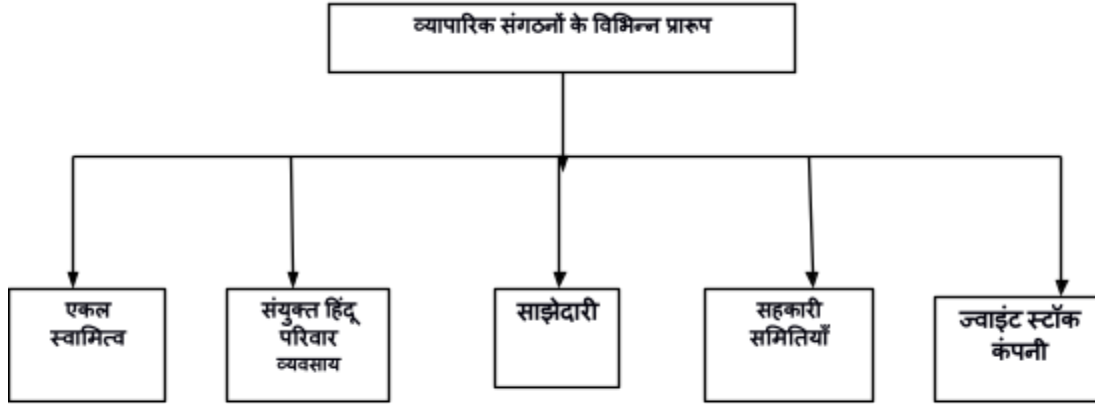 व्यापारिक संगठनों के विभिन्न प्रारूप
एकल
स्वामित्व
संयुक्त हिंदू
परिवार
व्यवसाय
साझेदारी
सहकारी
समितियाँ
ज्वाइंट स्टॉक
कंपनी